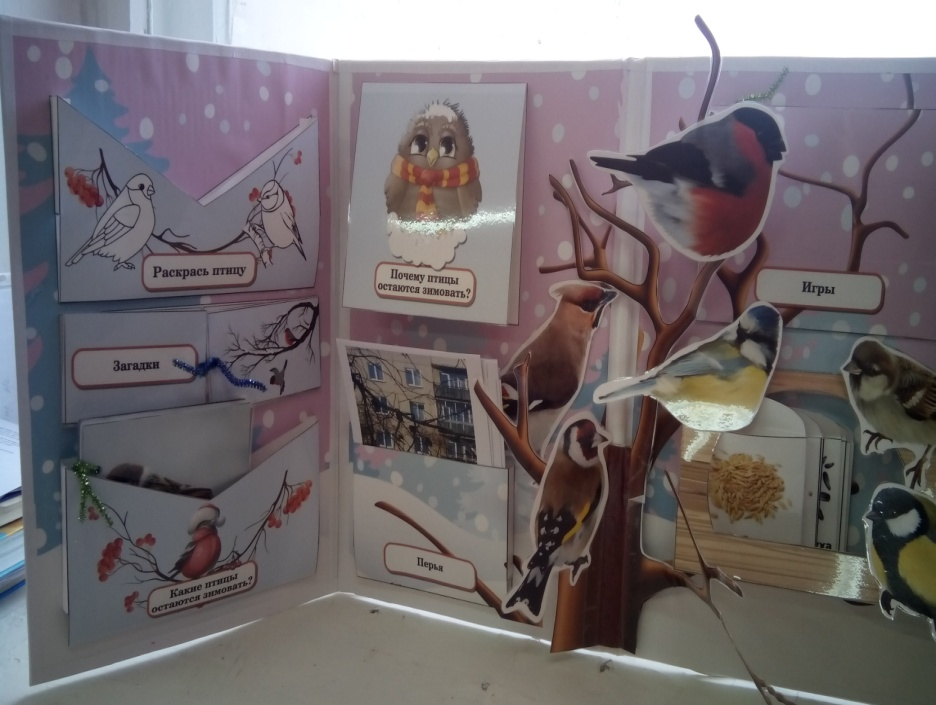 Раскрась птицу
Загадки
Какие птицы
остаются зимовать?
Почему птицы
остаются зимовать?
Перья
Игры